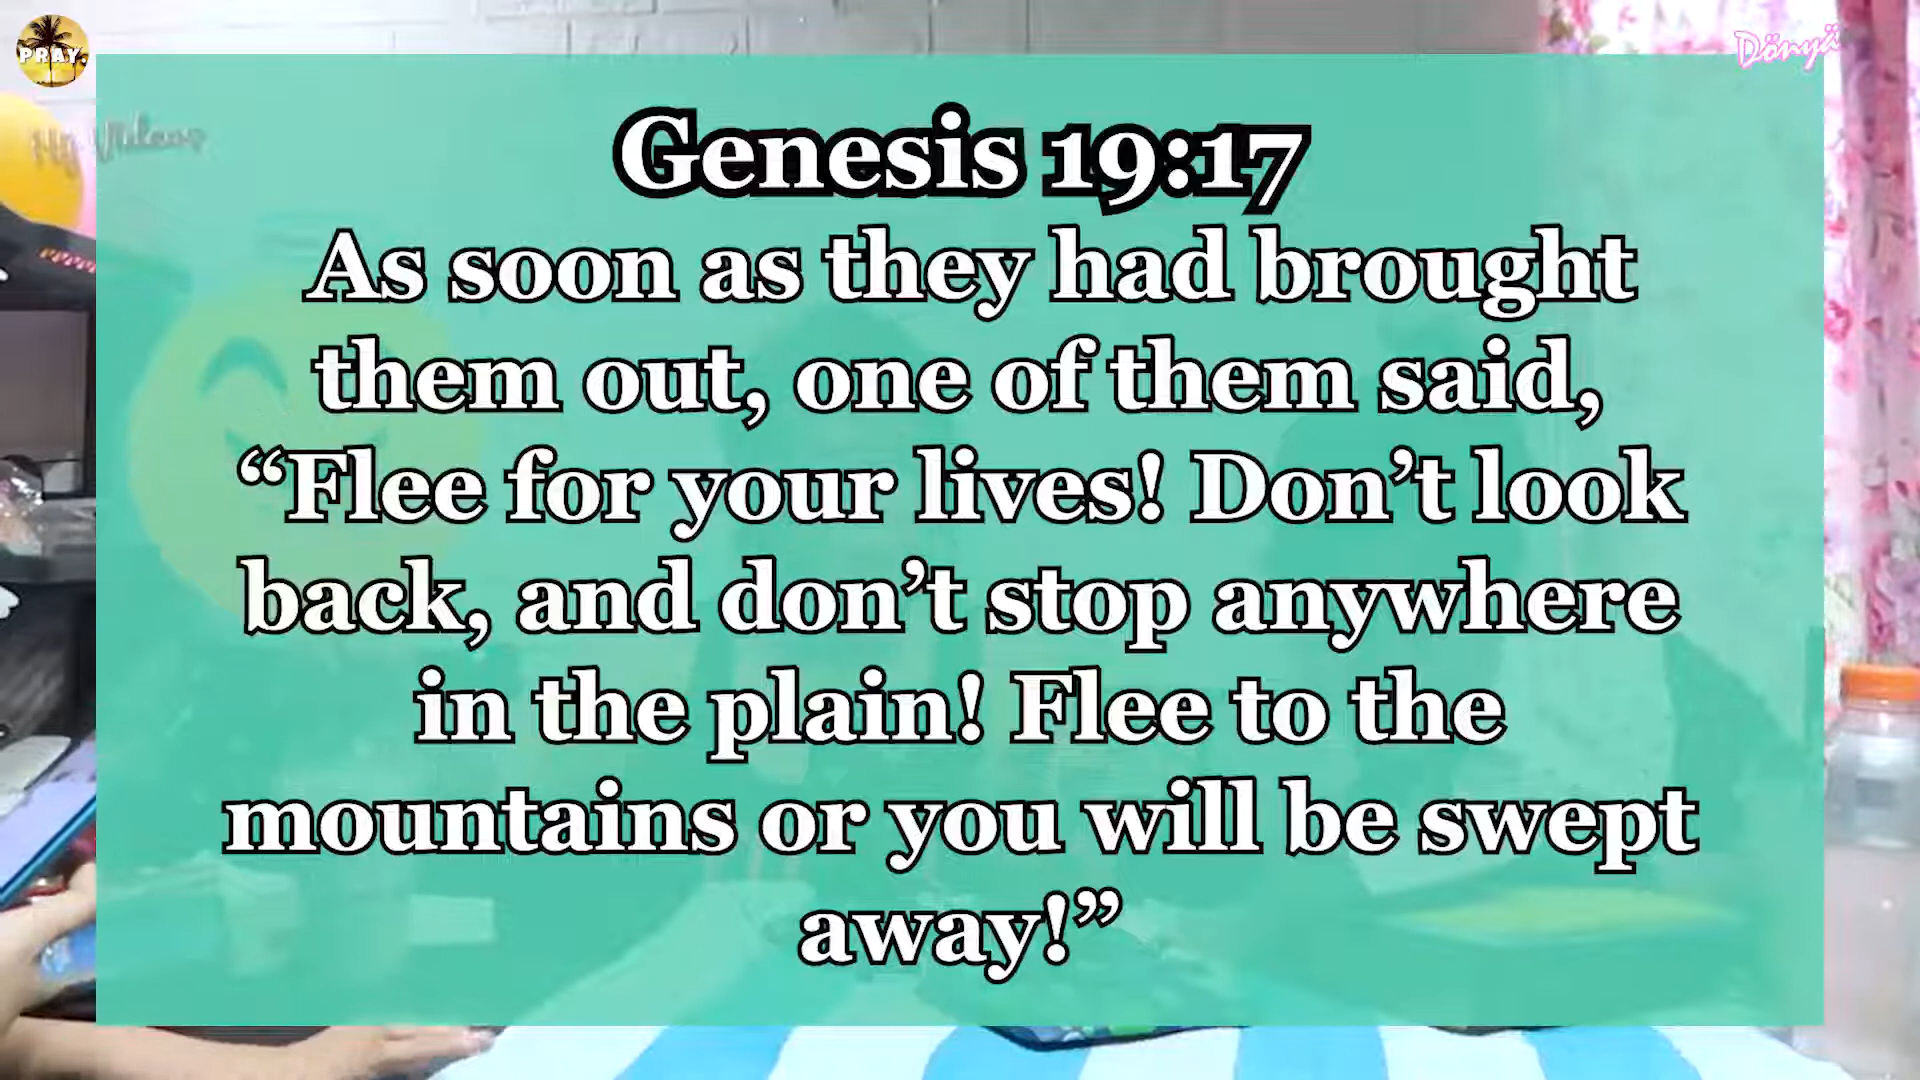 PRAY.
Dönyä
My Videos
Genesis 19:17
As soon as they had brought
them out, one of them said,
“Flee for your lives! Don’t look
back, and don’t stop anywhere
in the plain! Flee to the
mountains or you will be swept
away!”